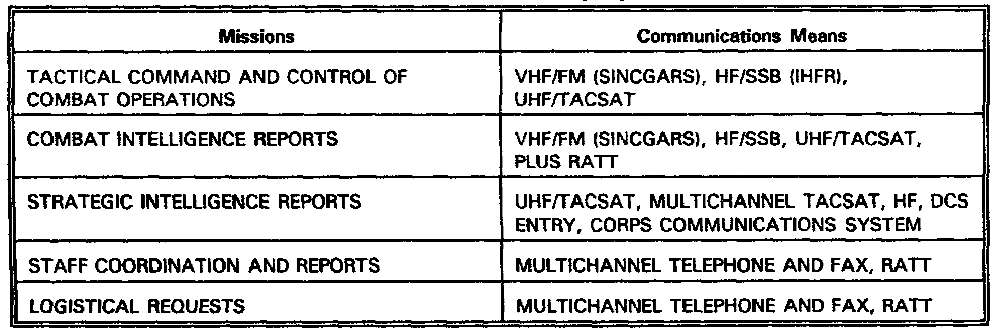 Missions
Communications Means
TACTICAL COMMAND AND CONTROL OF
COMBAT OPERATIONS
VHF/FM (SINCGARS), HF/SSB (IHFR),
UHF/TACSAT
COMBAT INTELLIGENCE REPORTS
VHF/FM (SINCGARS), HF/SSB, UHF/TACSAT,
PLUS RATT
STRATEGIC INTELLIGENCE REPORTS
UHF/TACSAT, MULTICHANNEL TACSAT, HF, DCS
ENTRY, CORPS COMMUNICATIONS SYSTEM
STAFF COORDINATION AND REPORTS
MULTICHANNEL TELEPHONE AND FAX, RATT
LOGISTICAL REQUESTS
MULTICHANNEL TELEPHONE AND FAX, RATT